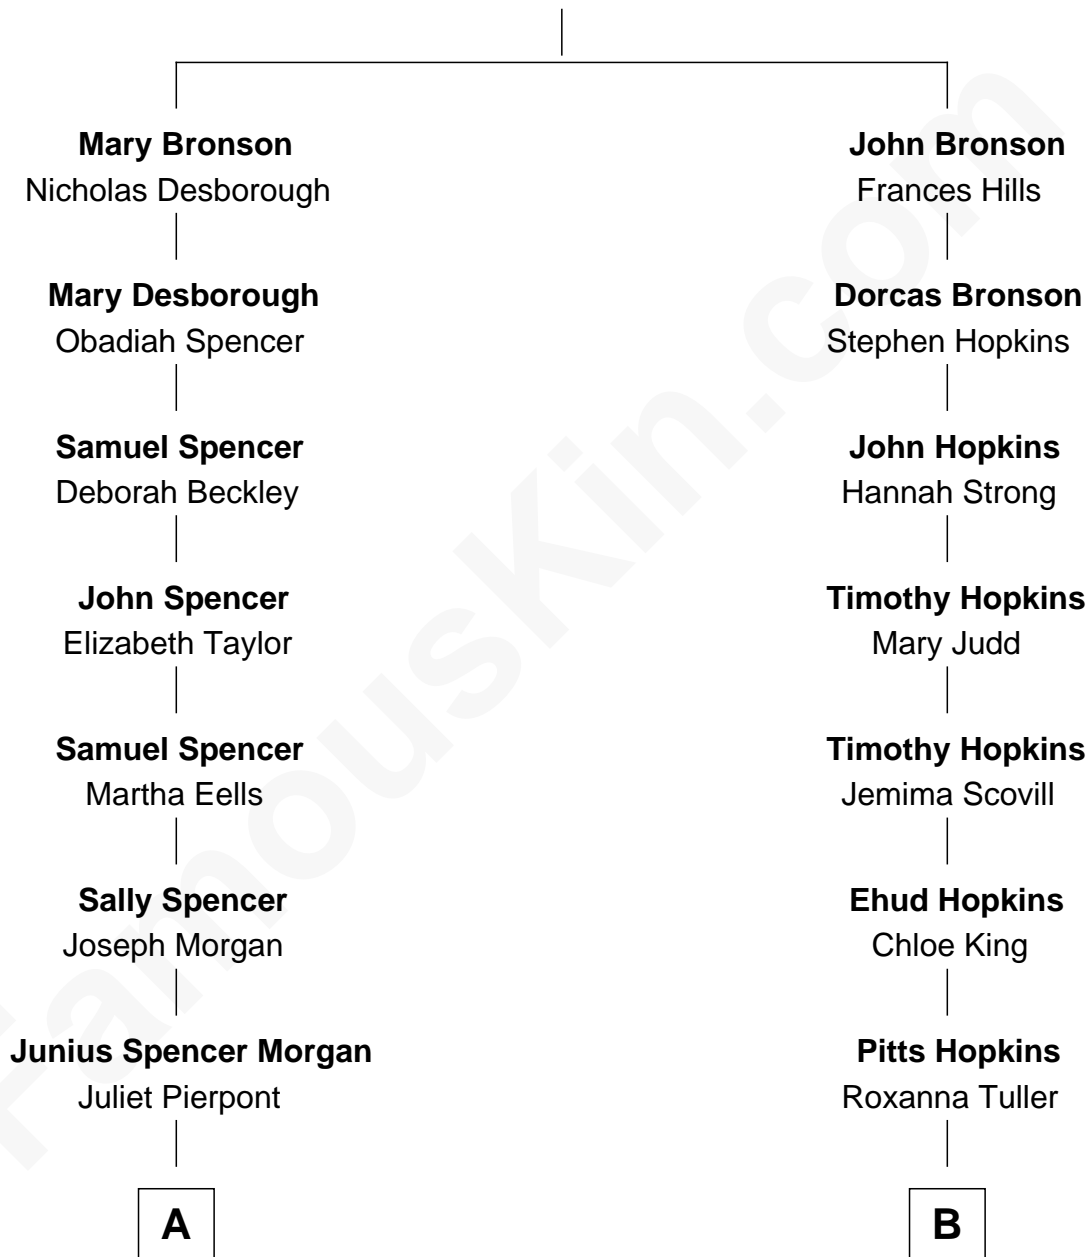 Mary Bronson
Nicholas Desborough
Mary Desborough
Obadiah Spencer
Samuel Spencer
Deborah Beckley
John Spencer
Elizabeth Taylor
Samuel Spencer
Martha Eells
Sally Spencer
Joseph Morgan
Junius Spencer Morgan
Juliet Pierpont
A
John Bronson
Frances Hills
Dorcas Bronson
Stephen Hopkins
John Hopkins
Hannah Strong
Timothy Hopkins
Mary Judd
Timothy Hopkins
Jemima Scovill
Ehud Hopkins
Chloe King
Pitts Hopkins
Roxanna Tuller
B
FamousKin.com